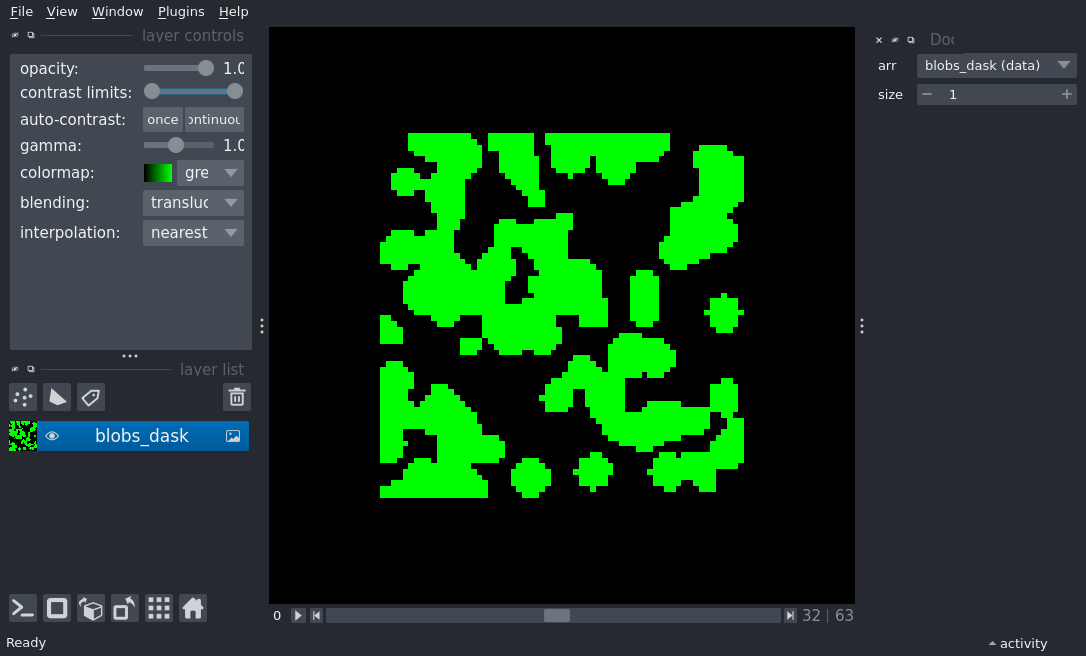 File View Window Plugins Help
layer controls
opacity: 1.0
contrast limits:
auto-contrast: once
gamma: 1.0
colormap: gre
blending: transluc
interpolation: nearest
layer list
blobs_dask
0 32 | 63
Ready
Doc
arr blobs_dask (data)
size 1
activity